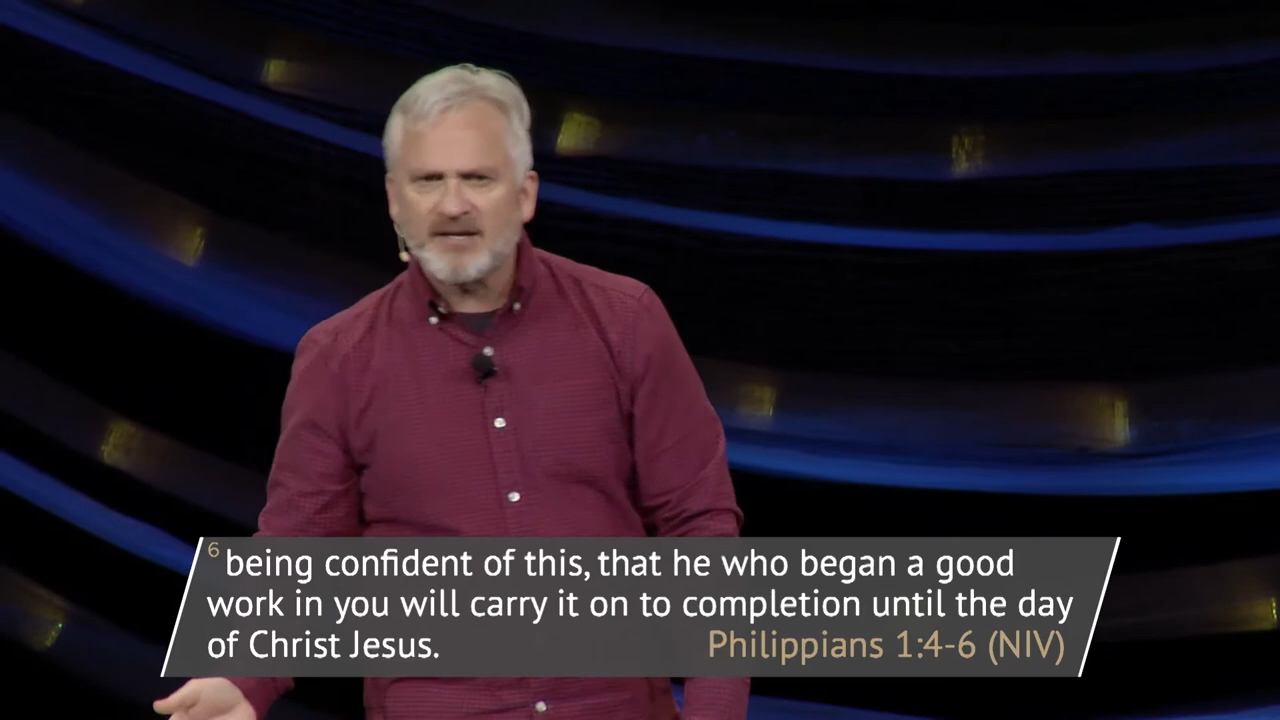 6 being confident of this, that he who began a good
work in you will carry it on to completion until the day
of Christ Jesus. Philippians 1:4-6 (NIV)